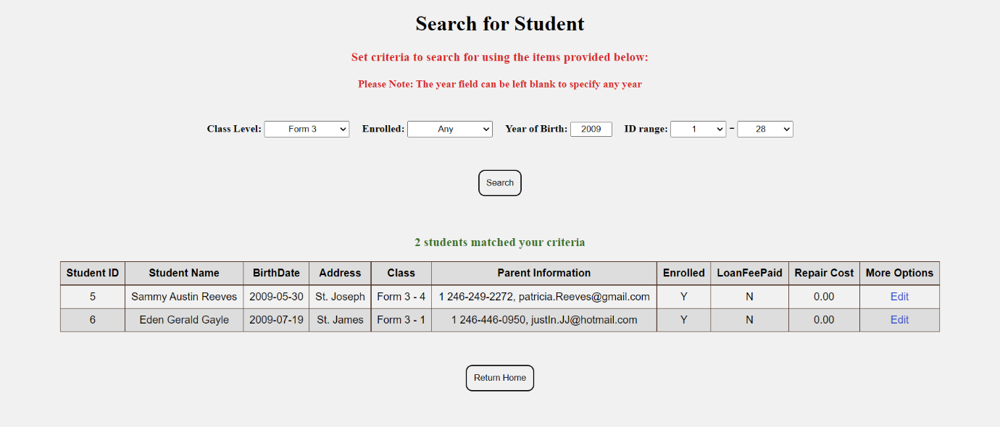 Search for Student
Set criteria to search for using the items provided below:
Please Note: The year field can be left blank to specify any year
Class Level: Form 3 Enrolled: Any Year of Birth: 2009 ID range: 1 - 28
Search
2 students matched your criteria
Student ID Student Name BirthDate Address Class Parent Information Enrolled LoanFeePaid Repair Cost More Options
5 Sammy Austin Reeves 2009-05-30 St. Joseph Form 3 - 4 1 246-249-2272, patricia.Reeves@gmail.com Y N 0.00 Edit
6 Eden Gerald Gayle 2009-07-19 St. James Form 3 - 1 1 246-446-0950, justIn.JJ@hotmail.com Y N 0.00 Edit
Return Home